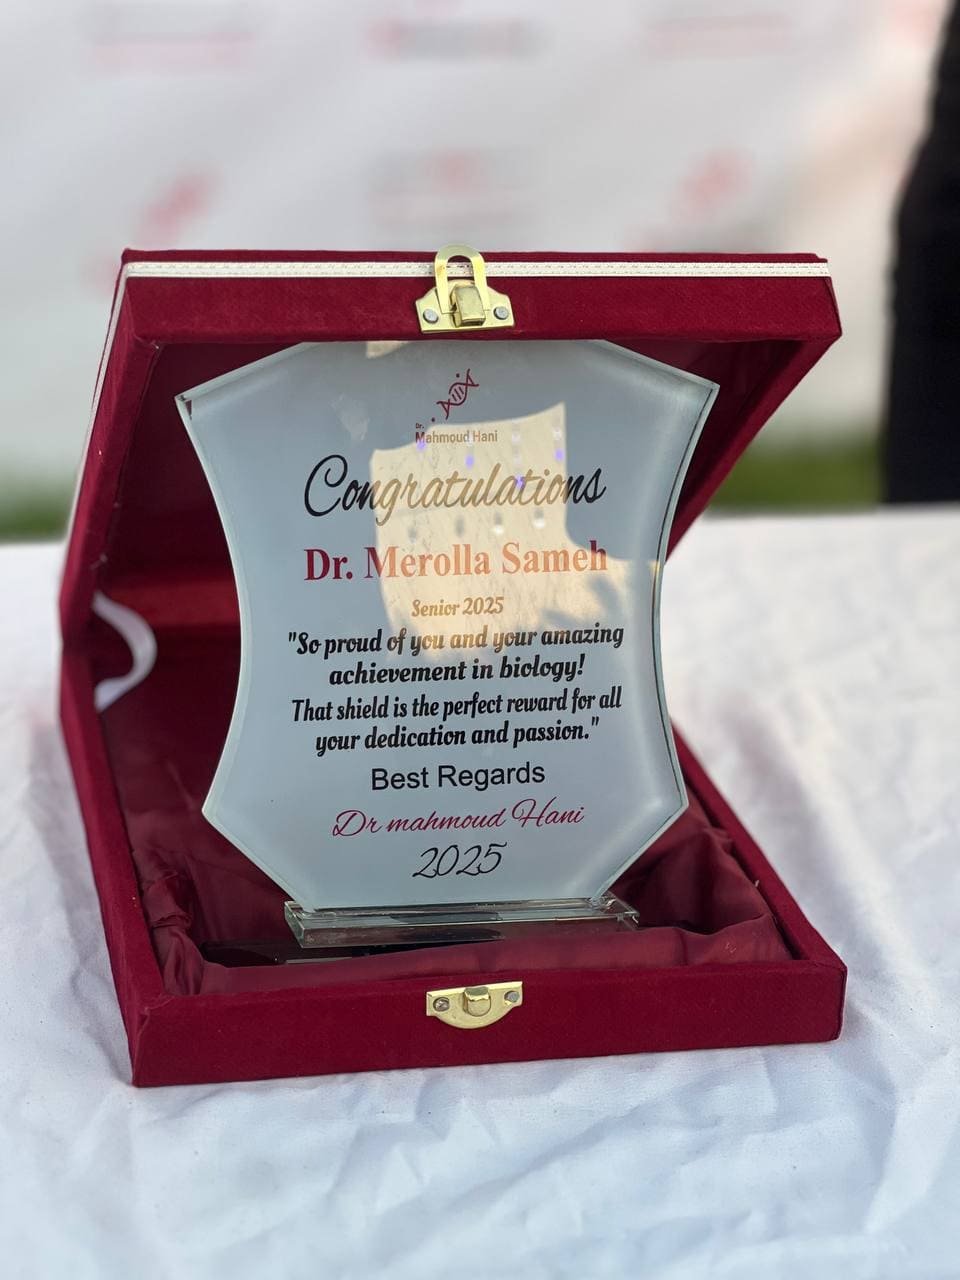 Dr.
Mahmoud Hani
Congratulations
Dr. Merolla Sameh
Senior 2025
"So proud of you and your amazing
achievement in biology!
That shield is the perfect reward for all
your dedication and passion."
Best Regards
Dr mahmoud Hani
2025